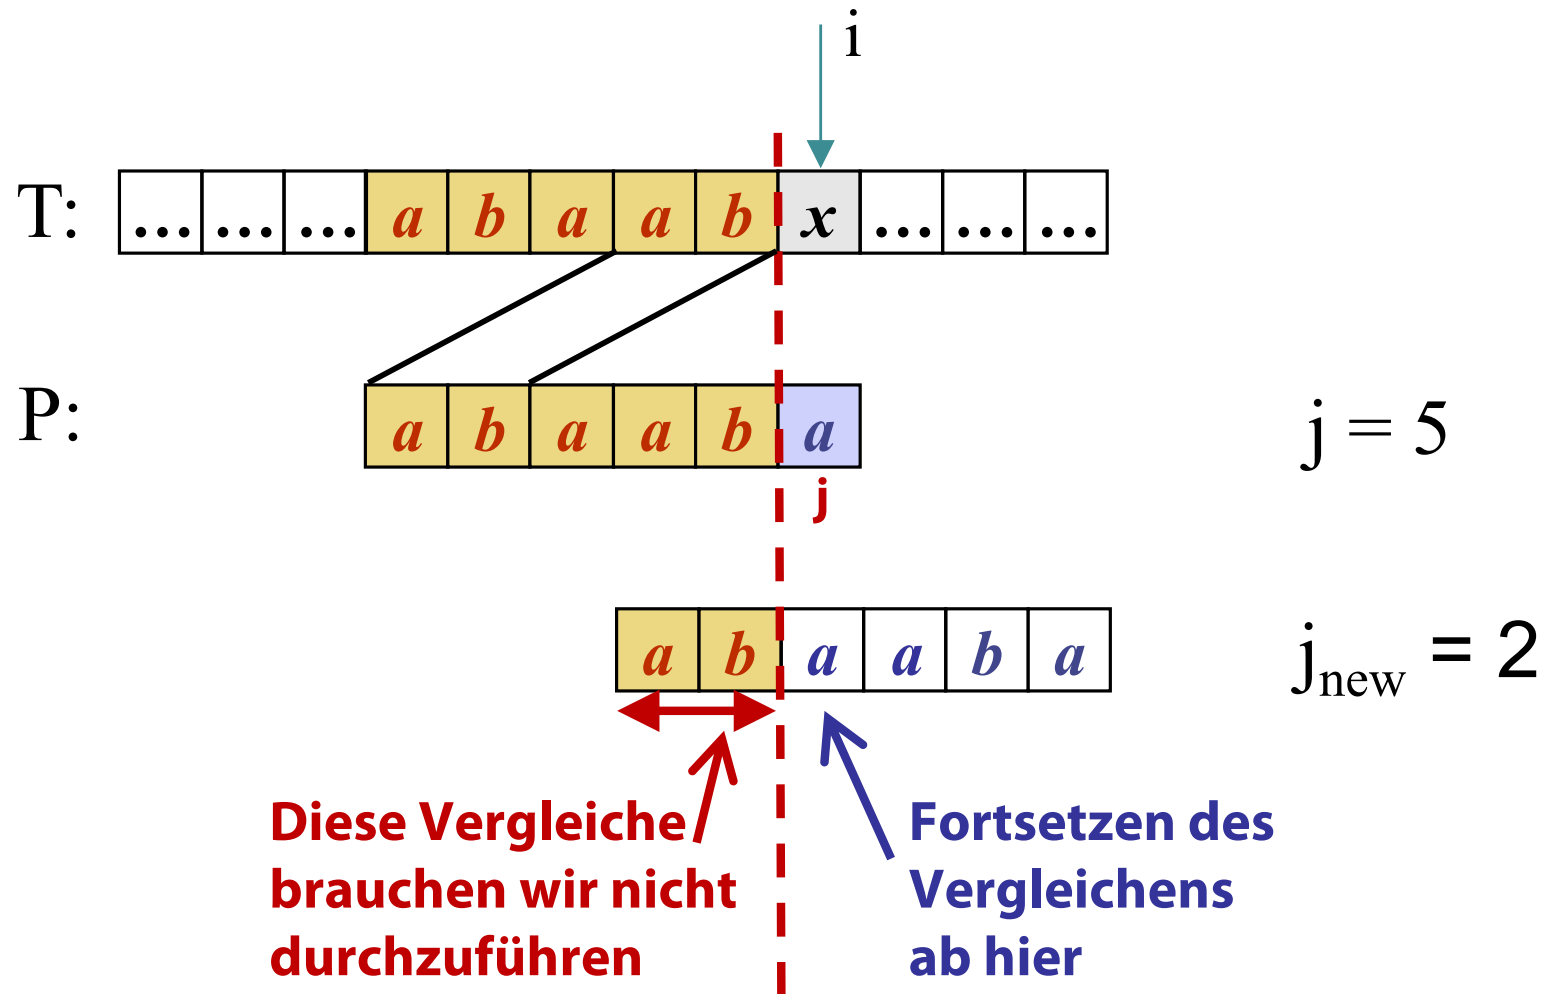 i
T: ... ... ... a b a a b x ... ... ...
P: a b a a b a j = 5
j
a b a a b a jnew = 2
Diese Vergleiche
brauchen wir nicht
durchzuführen
Fortsetzen des
Vergleichens
ab hier